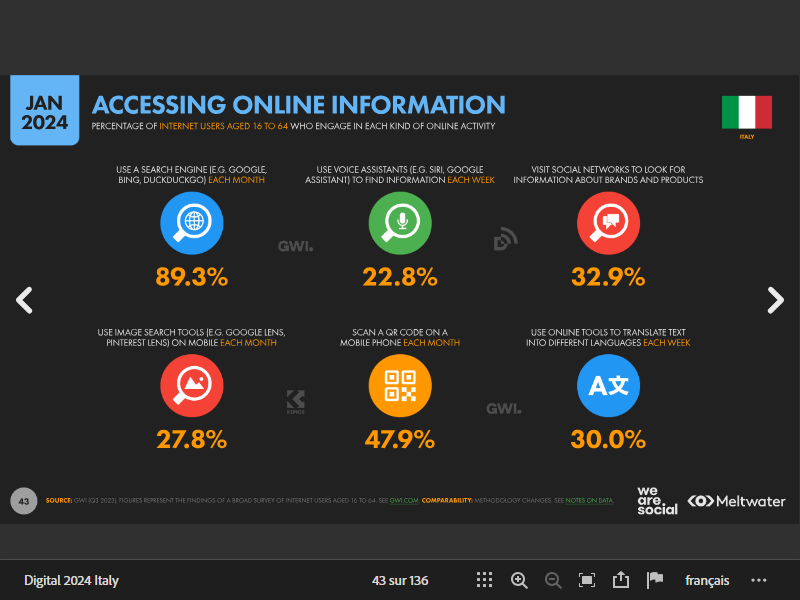 JAN
2024
ACCESSING ONLINE INFORMATION
PERCENTAGE OF INTERNET USERS AGED 16 TO 64 WHO ENGAGE IN EACH KIND OF ONLINE ACTIVITY
ITALY
USE A SEARCH ENGINE (E.G. GOOGLE,
BING, DUCKDUCKGO) EACH MONTH
89.3%
USE VOICE ASSISTANTS (E.G. SIRI, GOOGLE
ASSISTANT) TO FIND INFORMATION EACH WEEK
22.8%
VISIT SOCIAL NETWORKS TO LOOK FOR
INFORMATION ABOUT BRANDS AND PRODUCTS
32.9%
GWI.
USE IMAGE SEARCH TOOLS (E.G. GOOGLE LENS,
PINTEREST LENS) ON MOBILE EACH MONTH
27.8%
SCAN A QR CODE ON A
MOBILE PHONE EACH MONTH
47.9%
USE ONLINE TOOLS TO TRANSLATE TEXT
INTO DIFFERENT LANGUAGES EACH WEEK
A文
30.0%
KEPIOS
GWI.
43
SOURCE: GWI (Q3 2023). FIGURES REPRESENT THE FINDINGS OF A BROAD SURVEY OF INTERNET USERS AGED 16 TO 64. SEE GWI.COM. COMPARABILITY: METHODOLOGY CHANGES. SEE NOTES ON DATA.
we
are.
social
Meltwater
Digital 2024 Italy
43 sur 136
français